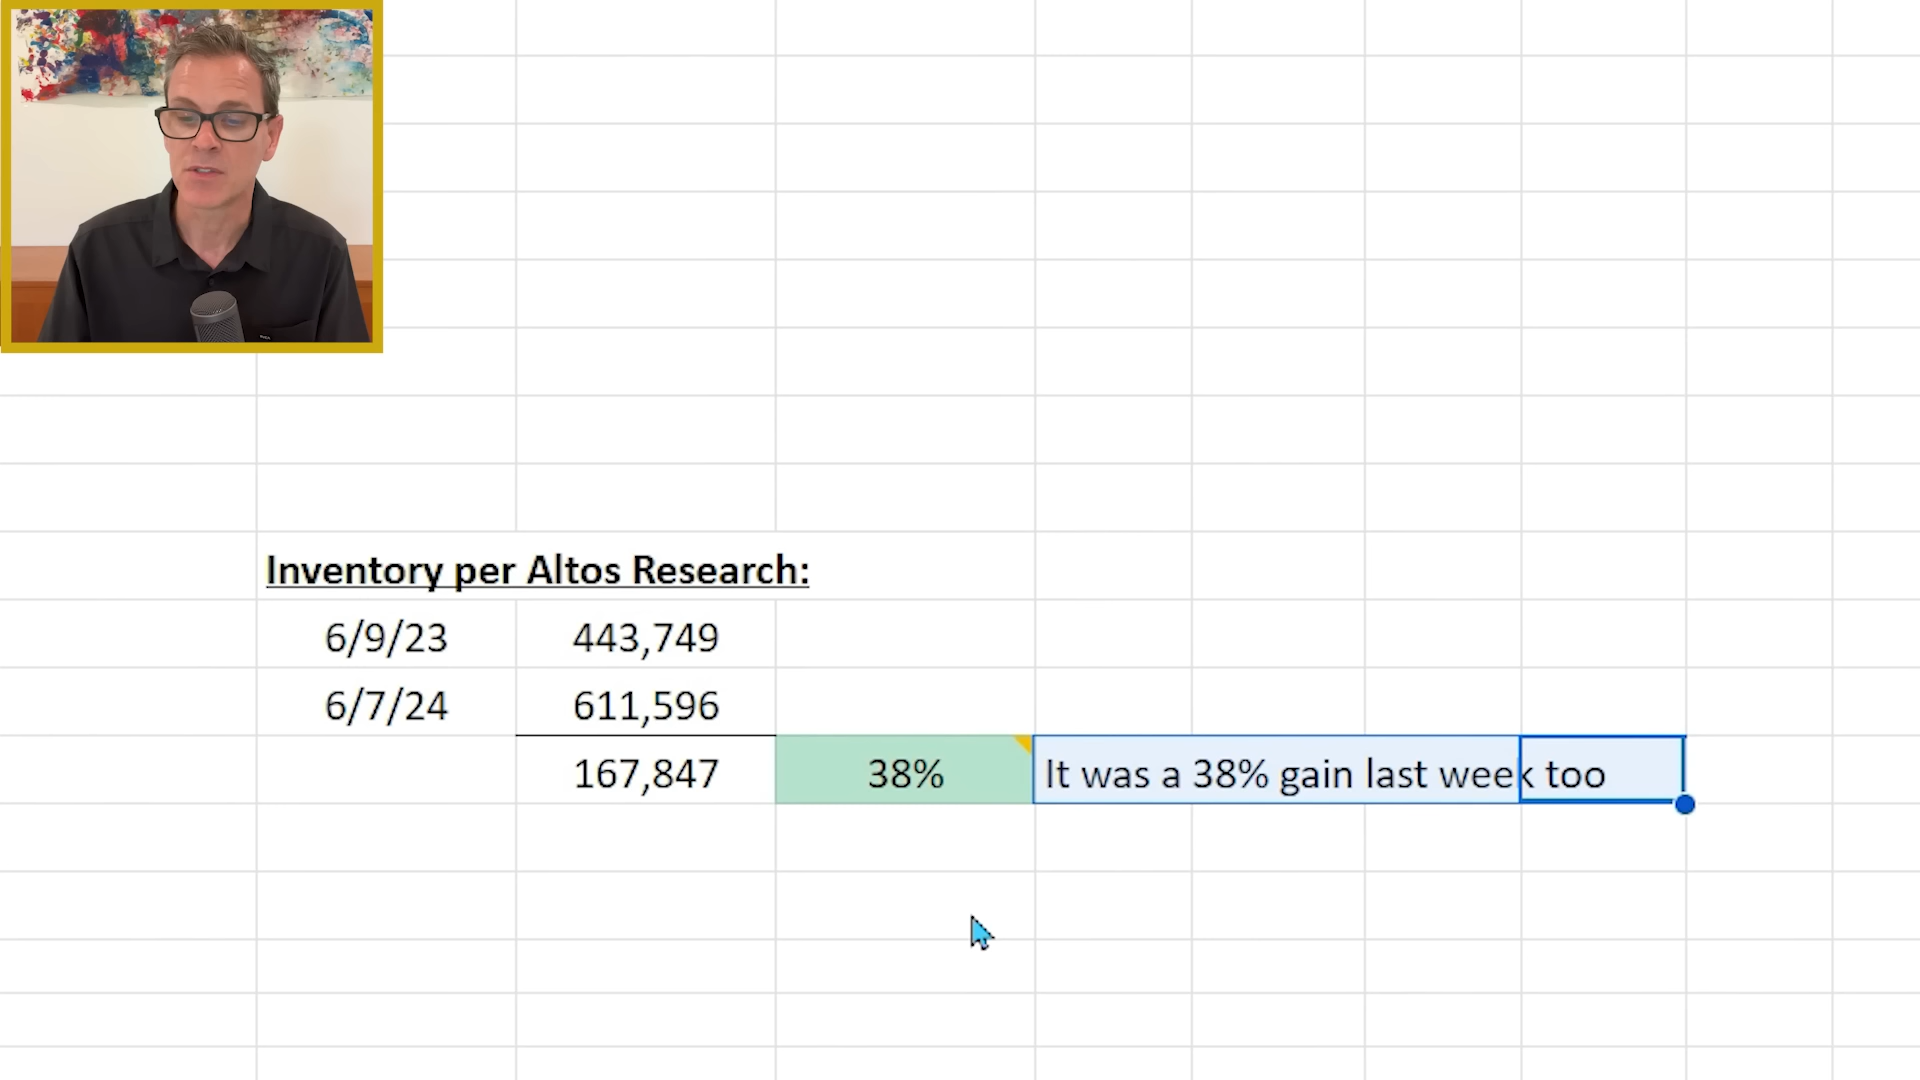 Inventory per Altos Research:
6/9/23 443,749
6/7/24 611,596
167,847 38% It was a 38% gain last week too